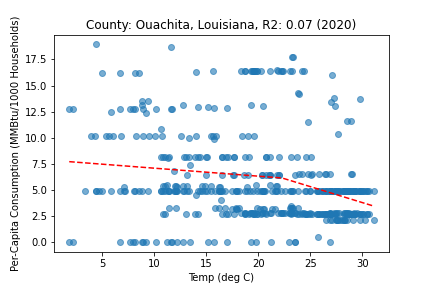 County: Ouachita, Louisiana, R2: 0.07 (2020)
Per-Capita Consumption (MMBtu/1000 Households)
17.5
15.0
12.5
10.0
7.5
5.0
2.5
0.0
5 10 15 20 25 30
Temp (deg C)